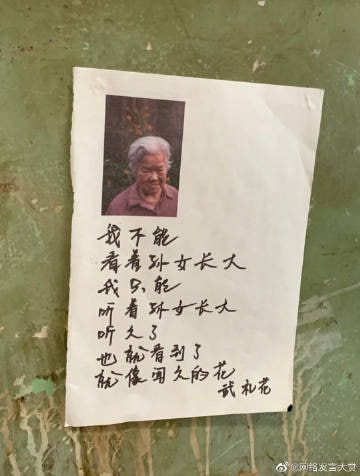 我不能
看着孙女长大
我只能
听着孙女长大
听久了
也就看到了
就像闻久的花
武礼花
@网络发言大赏